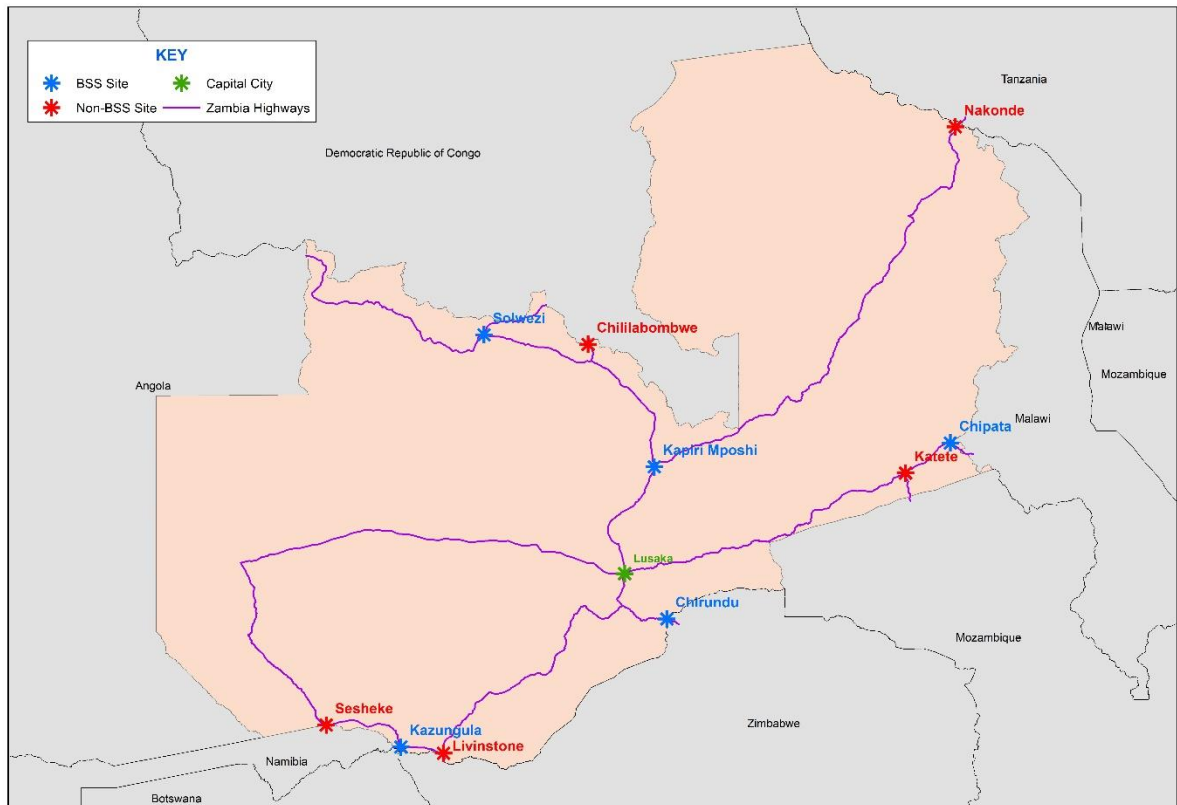 KEY
BSS Site
Capital City
Non-BSS Site
Zambia Highways
Tanzania
Nakonde
Democratic Republic of Congo
Solwezi
Chililabombwe
Malawi
Mozambique
Angola
Malawi
Chipata
Kapiri Mposhi
Katete
Lusaka
Chirundu
Mozambique
Sesheke
Zimbabwe
Kazungula
Livinstone
Namibia
Botswana